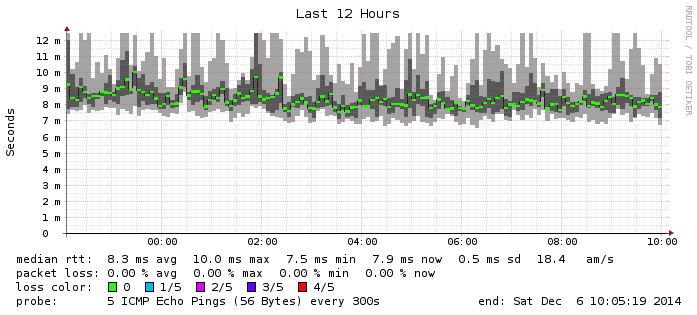 Last 12 Hours
RRDTOOL / TOBI OETIKER
Seconds
12 m
11 m
10 m
9 m
8 m
7 m
6 m
5 m
4 m
3 m
2 m
1 m
0
00:00 02:00 04:00 06:00 08:00 10:00
median rtt: 8.3 ms avg 10.0 ms max 7.5 ms min 7.9 ms now 0.5 ms sd 18.4 am/s
packet loss: 0.00 % avg 0.00 % max 0.00 % min 0.00 % now
loss color: 0 1/5 2/5 3/5 4/5
probe: 5 ICMP Echo Pings (56 Bytes) every 300s end: Sat Dec 6 10:05:19 2014